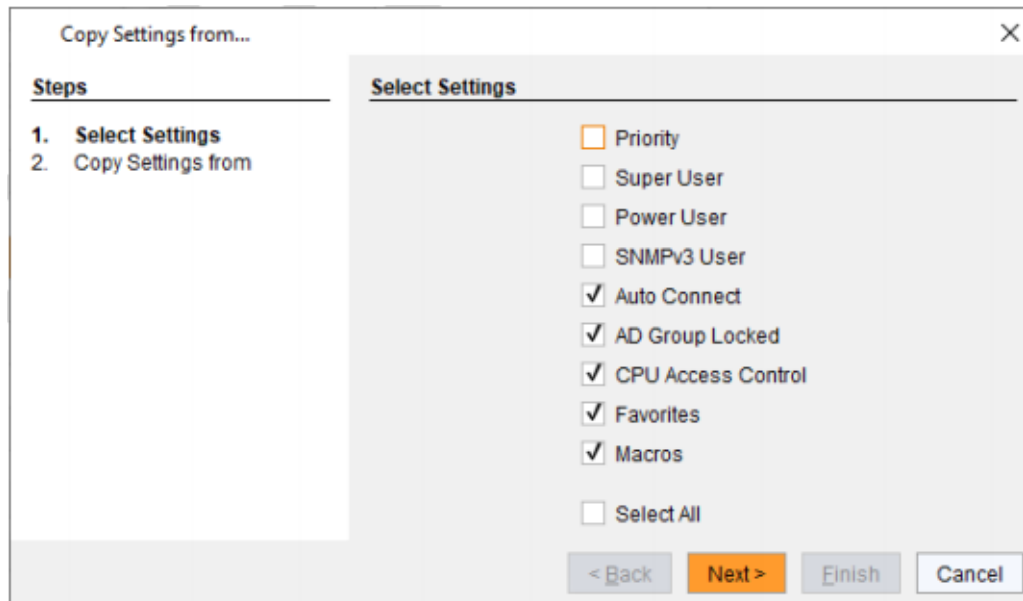 Copy Settings from...
Steps
1. Select Settings
2. Copy Settings from
Select Settings
Priority
Super User
Power User
SNMPv3 User
Auto Connect
AD Group Locked
CPU Access Control
Favorites
Macros
Select All
< Back Next > Finish Cancel